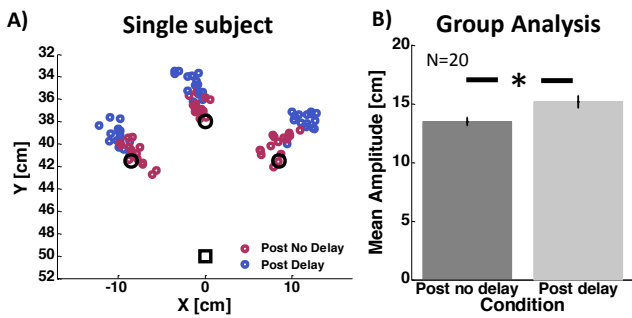 A) Single subject
32
34
36
38
40
42
44
46
48
50
52
Y [cm]
-10 0 10
X [cm]
Post No Delay
Post Delay
B) Group Analysis
N=20
*
20
15
10
5
0
Mean Amplitude [cm]
Post no delay Post delay
Condition